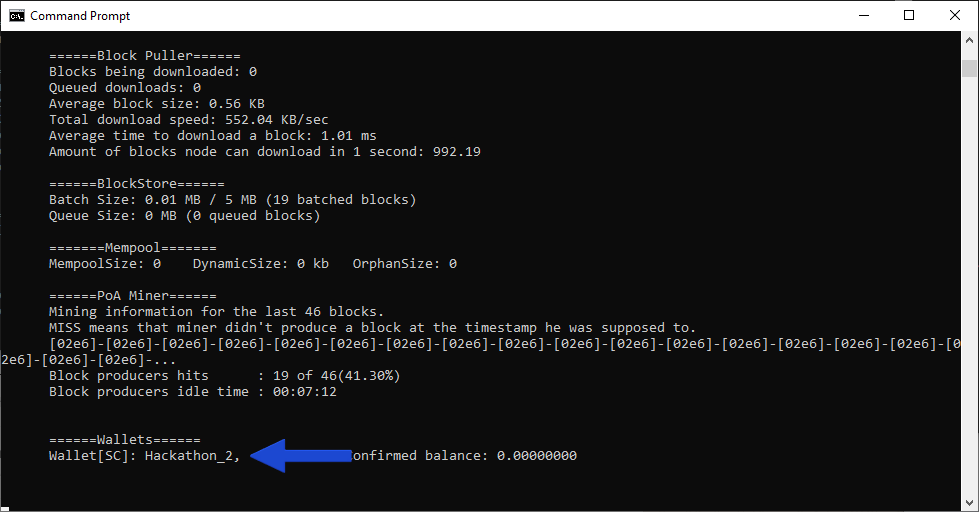 Command Prompt
======Block Puller======
Blocks being downloaded: 0
Queued downloads: 0
Average block size: 0.56 KB
Total download speed: 552.04 KB/sec
Average time to download a block: 1.01 ms
Amount of blocks node can download in 1 second: 992.19
======BlockStore======
Batch Size: 0.01 MB / 5 MB (19 batched blocks)
Queue Size: 0 MB (0 queued blocks)
=======Mempool=======
MempoolSize: 0    DynamicSize: 0 kb   OrphanSize: 0
======PoA Miner======
Mining information for the last 46 blocks.
MISS means that miner didn't produce a block at the timestamp he was supposed to.
[02e6]-[02e6]-[02e6]-[02e6]-[02e6]-[02e6]-[02e6]-[02e6]-[02e6]-[02e6]-[02e6]-[02e6]-[02e6]-[02e6]-[02e6]-[02e6]-[0
2e6]-[02e6]-[02e6]-...
Block producers hits      : 19 of 46(41.30%)
Block producers idle time : 00:07:12
======Wallets======
Wallet[SC]: Hackathon_2, onfirmed balance: 0.00000000